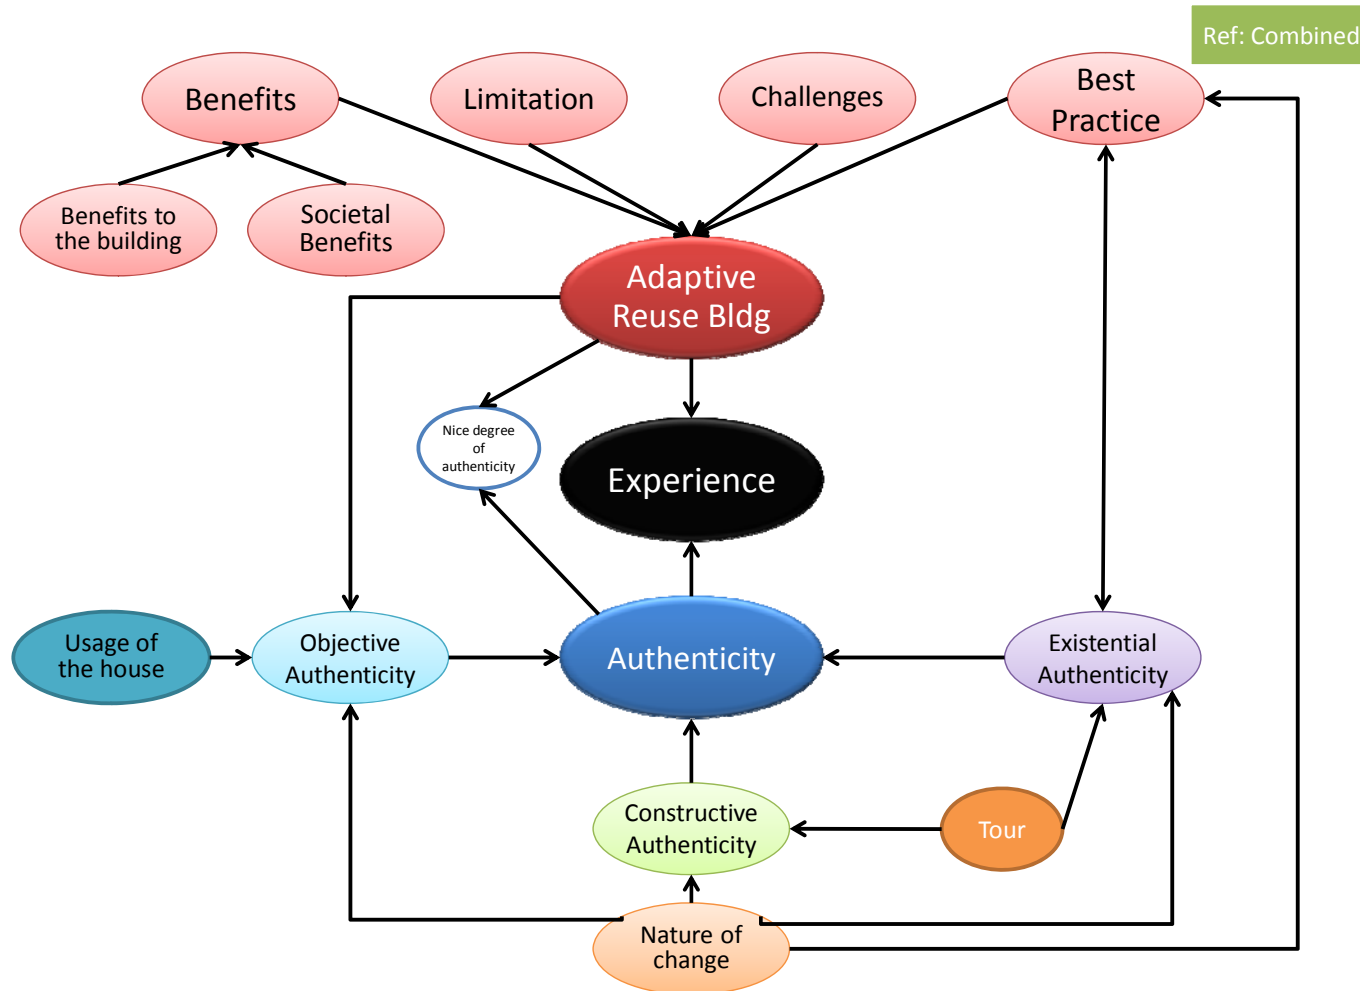 Ref: Combined
Benefits
Limitation
Challenges
Best
Practice
Benefits to
the building
Societal
Benefits
Adaptive
Reuse Bldg
Nice degree
of
authenticity
Experience
Usage of
the house
Objective
Authenticity
Authenticity
Existential
Authenticity
Constructive
Authenticity
Tour
Nature of
change